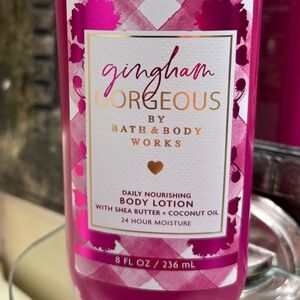 gingham
GORGEOUS
BY
BATH & BODY
WORKS
DAILY NOURISHING
BODY LOTION
WITH SHEA BUTTER + COCONUT OIL
24 HOUR MOISTURE
8 FL OZ / 236 mL